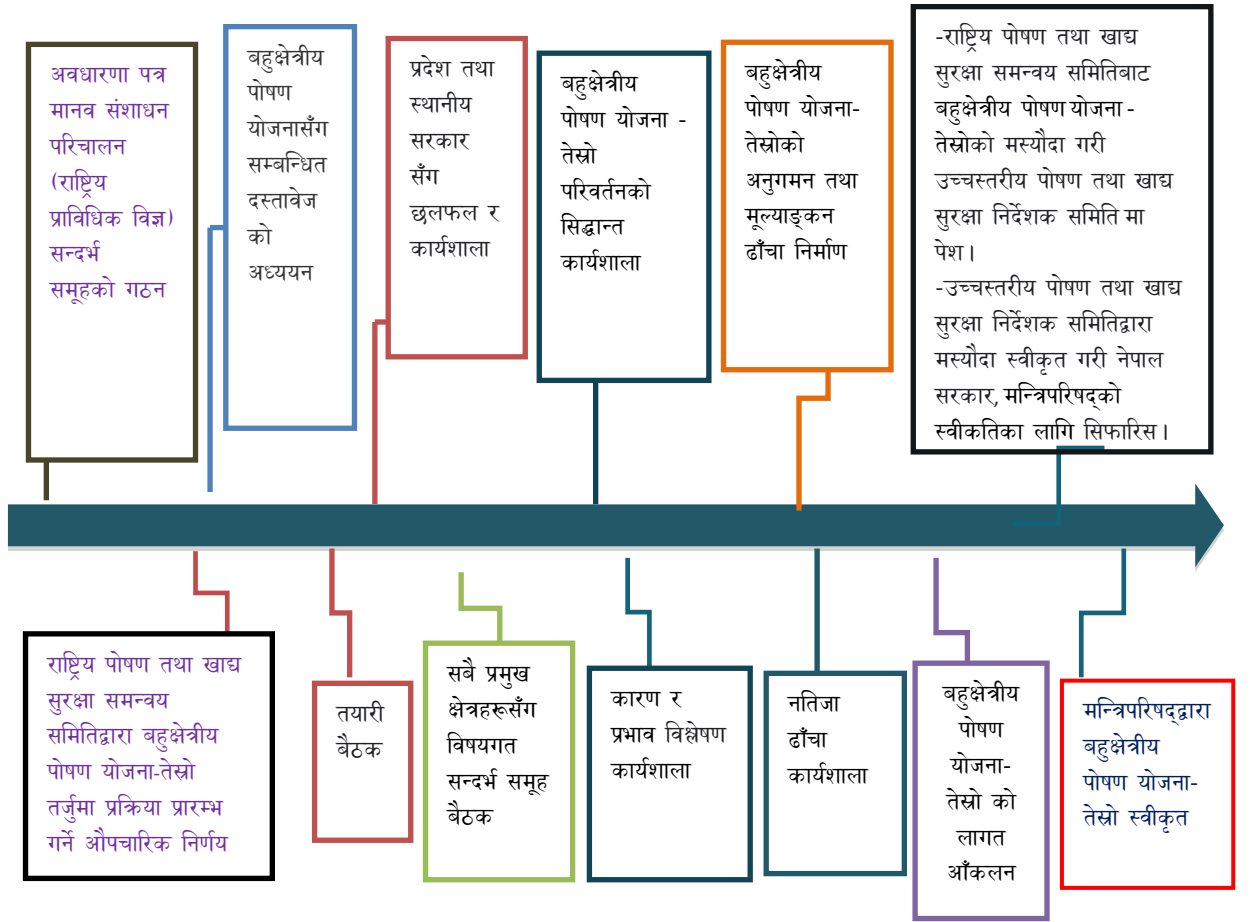 अवधारणा पत्र
मानव संशाधन
परिचालन
(राष्ट्रिय
प्राविधिक विज्ञ)
सन्दर्भ
समूहको गठन
बहुक्षेत्रीय
पोषण
योजनासँग
सम्बन्धित
दस्तावेज
को
अध्ययन
प्रदेश तथा
स्थानीय
सरकार
सँग
छलफल र
कार्यशाला
बहुक्षेत्रीय
पोषण योजना -
तेस्रो
परिवर्तनको
सिद्धान्त
कार्यशाला
बहुक्षेत्रीय
पोषण योजना-
तेस्रोको
अनुगमन तथा
मूल्याङ्कन
ढाँचा निर्माण
-राष्ट्रिय पोषण तथा खाद्य
सुरक्षा समन्वय समितिबाट
बहुक्षेत्रीय पोषण योजना -
तेस्रोको मस्यौदा गरी
उच्चस्तरीय पोषण तथा खाद्य
सुरक्षा निर्देशक समिति मा
पेश।
-उच्चस्तरीय पोषण तथा खाद्य
सुरक्षा निर्देशक समितिद्वारा
मस्यौदा स्वीकृत गरी नेपाल
सरकार, मन्त्रिपरिषद्को
स्वीकतिका लागि सिफारिस।
राष्ट्रिय पोषण तथा खाद्य
सुरक्षा समन्वय
समितिद्वारा बहुक्षेत्रीय
पोषण योजना-तेस्रो
तर्जुमा प्रक्रिया प्रारम्भ
गर्ने औपचारिक निर्णय
तयारी
बैठक
सबै प्रमुख
क्षेत्रहरूसँग
विषयगत
सन्दर्भ समूह
बैठक
कारण र
प्रभाव विश्लेषण
कार्यशाला
नतिजा
ढाँचा
कार्यशाला
बहुक्षेत्रीय
पोषण
योजना-
तेस्रो को
लागत
आँकलन
मन्त्रिपरिषद्द्वारा
बहुक्षेत्रीय
पोषण योजना-
तेस्रो स्वीकृत